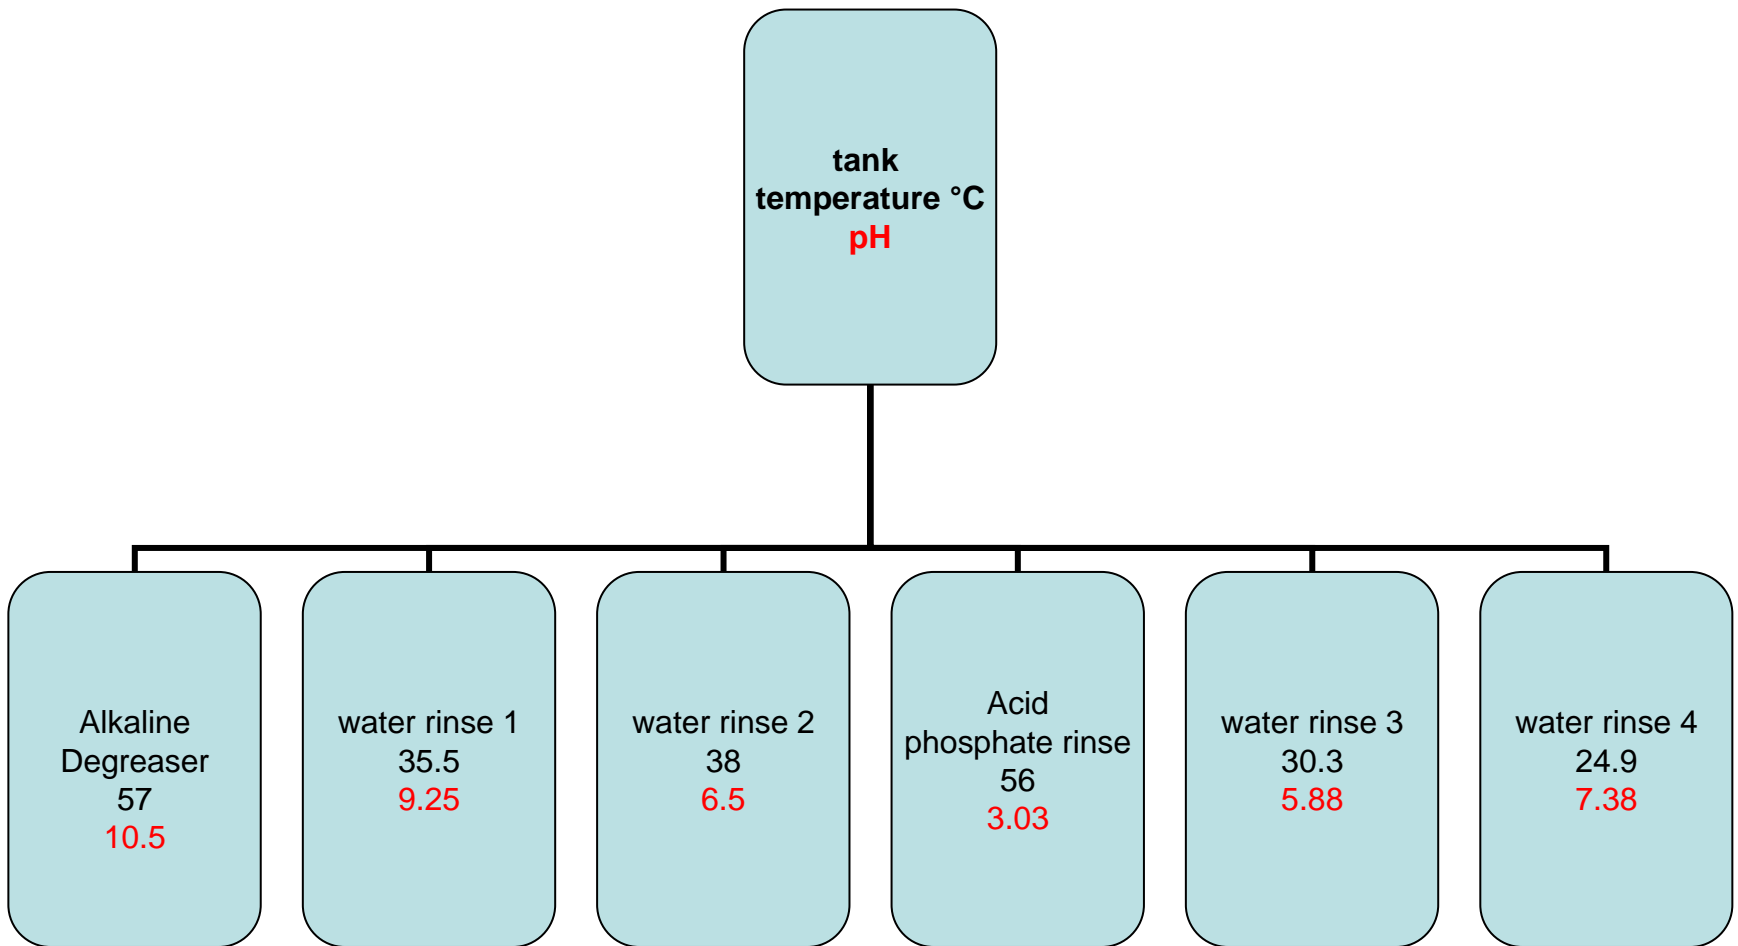 tank
temperature °C
pH
Alkaline
Degreaser
57
10.5
water rinse 1
35.5
9.25
water rinse 2
38
6.5
Acid
phosphate rinse
56
3.03
water rinse 3
30.3
5.88
water rinse 4
24.9
7.38